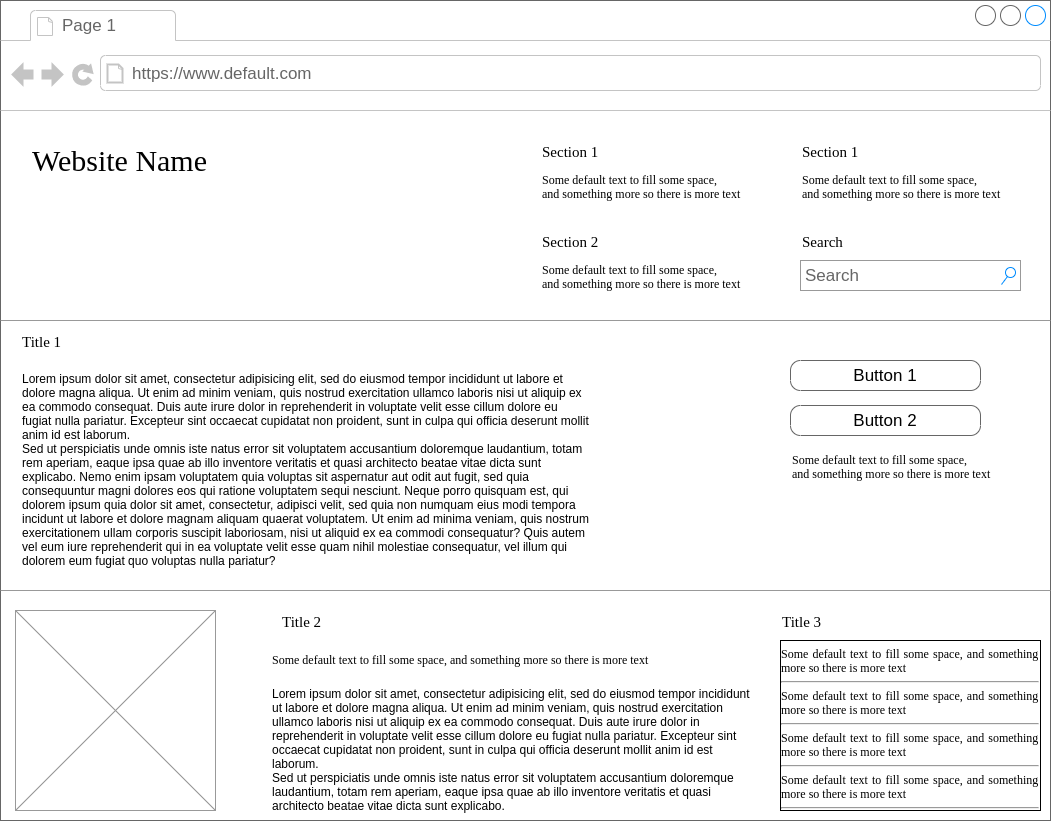 Page 1
https://www.default.com
Website Name
Section 1
Some default text to fill some space,
and something more so there is more text
Section 1
Some default text to fill some space,
and something more so there is more text
Section 2
Some default text to fill some space,
and something more so there is more text
Search
Search
Title 1
Lorem ipsum dolor sit amet, consectetur adipisicing elit, sed do eiusmod tempor incididunt ut labore et
dolore magna aliqua. Ut enim ad minim veniam, quis nostrud exercitation ullamco laboris nisi ut aliquip ex
ea commodo consequat. Duis aute irure dolor in reprehenderit in voluptate velit esse cillum dolore eu
fugiat nulla pariatur. Excepteur sint occaecat cupidatat non proident, sunt in culpa qui officia deserunt mollit
anim id est laborum.
Sed ut perspiciatis unde omnis iste natus error sit voluptatem accusantium doloremque laudantium, totam
rem aperiam, eaque ipsa quae ab illo inventore veritatis et quasi architecto beatae vitae dicta sunt
explicabo. Nemo enim ipsam voluptatem quia voluptas sit aspernatur aut odit aut fugit, sed quia
consequuntur magni dolores eos qui ratione voluptatem sequi nesciunt. Neque porro quisquam est, qui
dolorem ipsum quia dolor sit amet, consectetur, adipisci velit, sed quia non numquam eius modi tempora
incidunt ut labore et dolore magnam aliquam quaerat voluptatem. Ut enim ad minima veniam, quis nostrum
exercitationem ullam corporis suscipit laboriosam, nisi ut aliquid ex ea commodi consequatur? Quis autem
vel eum iure reprehenderit qui in ea voluptate velit esse quam nihil molestiae consequatur, vel illum qui
dolorem eum fugiat quo voluptas nulla pariatur?
Button 1
Button 2
Some default text to fill some space,
and something more so there is more text
Title 2
Some default text to fill some space, and something more so there is more text
Lorem ipsum dolor sit amet, consectetur adipisicing elit, sed do eiusmod tempor incididunt
ut labore et dolore magna aliqua. Ut enim ad minim veniam, quis nostrud exercitation
ullamco laboris nisi ut aliquip ex ea commodo consequat. Duis aute irure dolor in
reprehenderit in voluptate velit esse cillum dolore eu fugiat nulla pariatur. Excepteur sint
occaecat cupidatat non proident, sunt in culpa qui officia deserunt mollit anim id est
laborum.
Sed ut perspiciatis unde omnis iste natus error sit voluptatem accusantium doloremque
laudantium, totam rem aperiam, eaque ipsa quae ab illo inventore veritatis et quasi
architecto beatae vitae dicta sunt explicabo.
Title 3
Some default text to fill some space, and something
more so there is more text
Some default text to fill some space, and something
more so there is more text
Some default text to fill some space, and something
more so there is more text
Some default text to fill some space, and something
more so there is more text